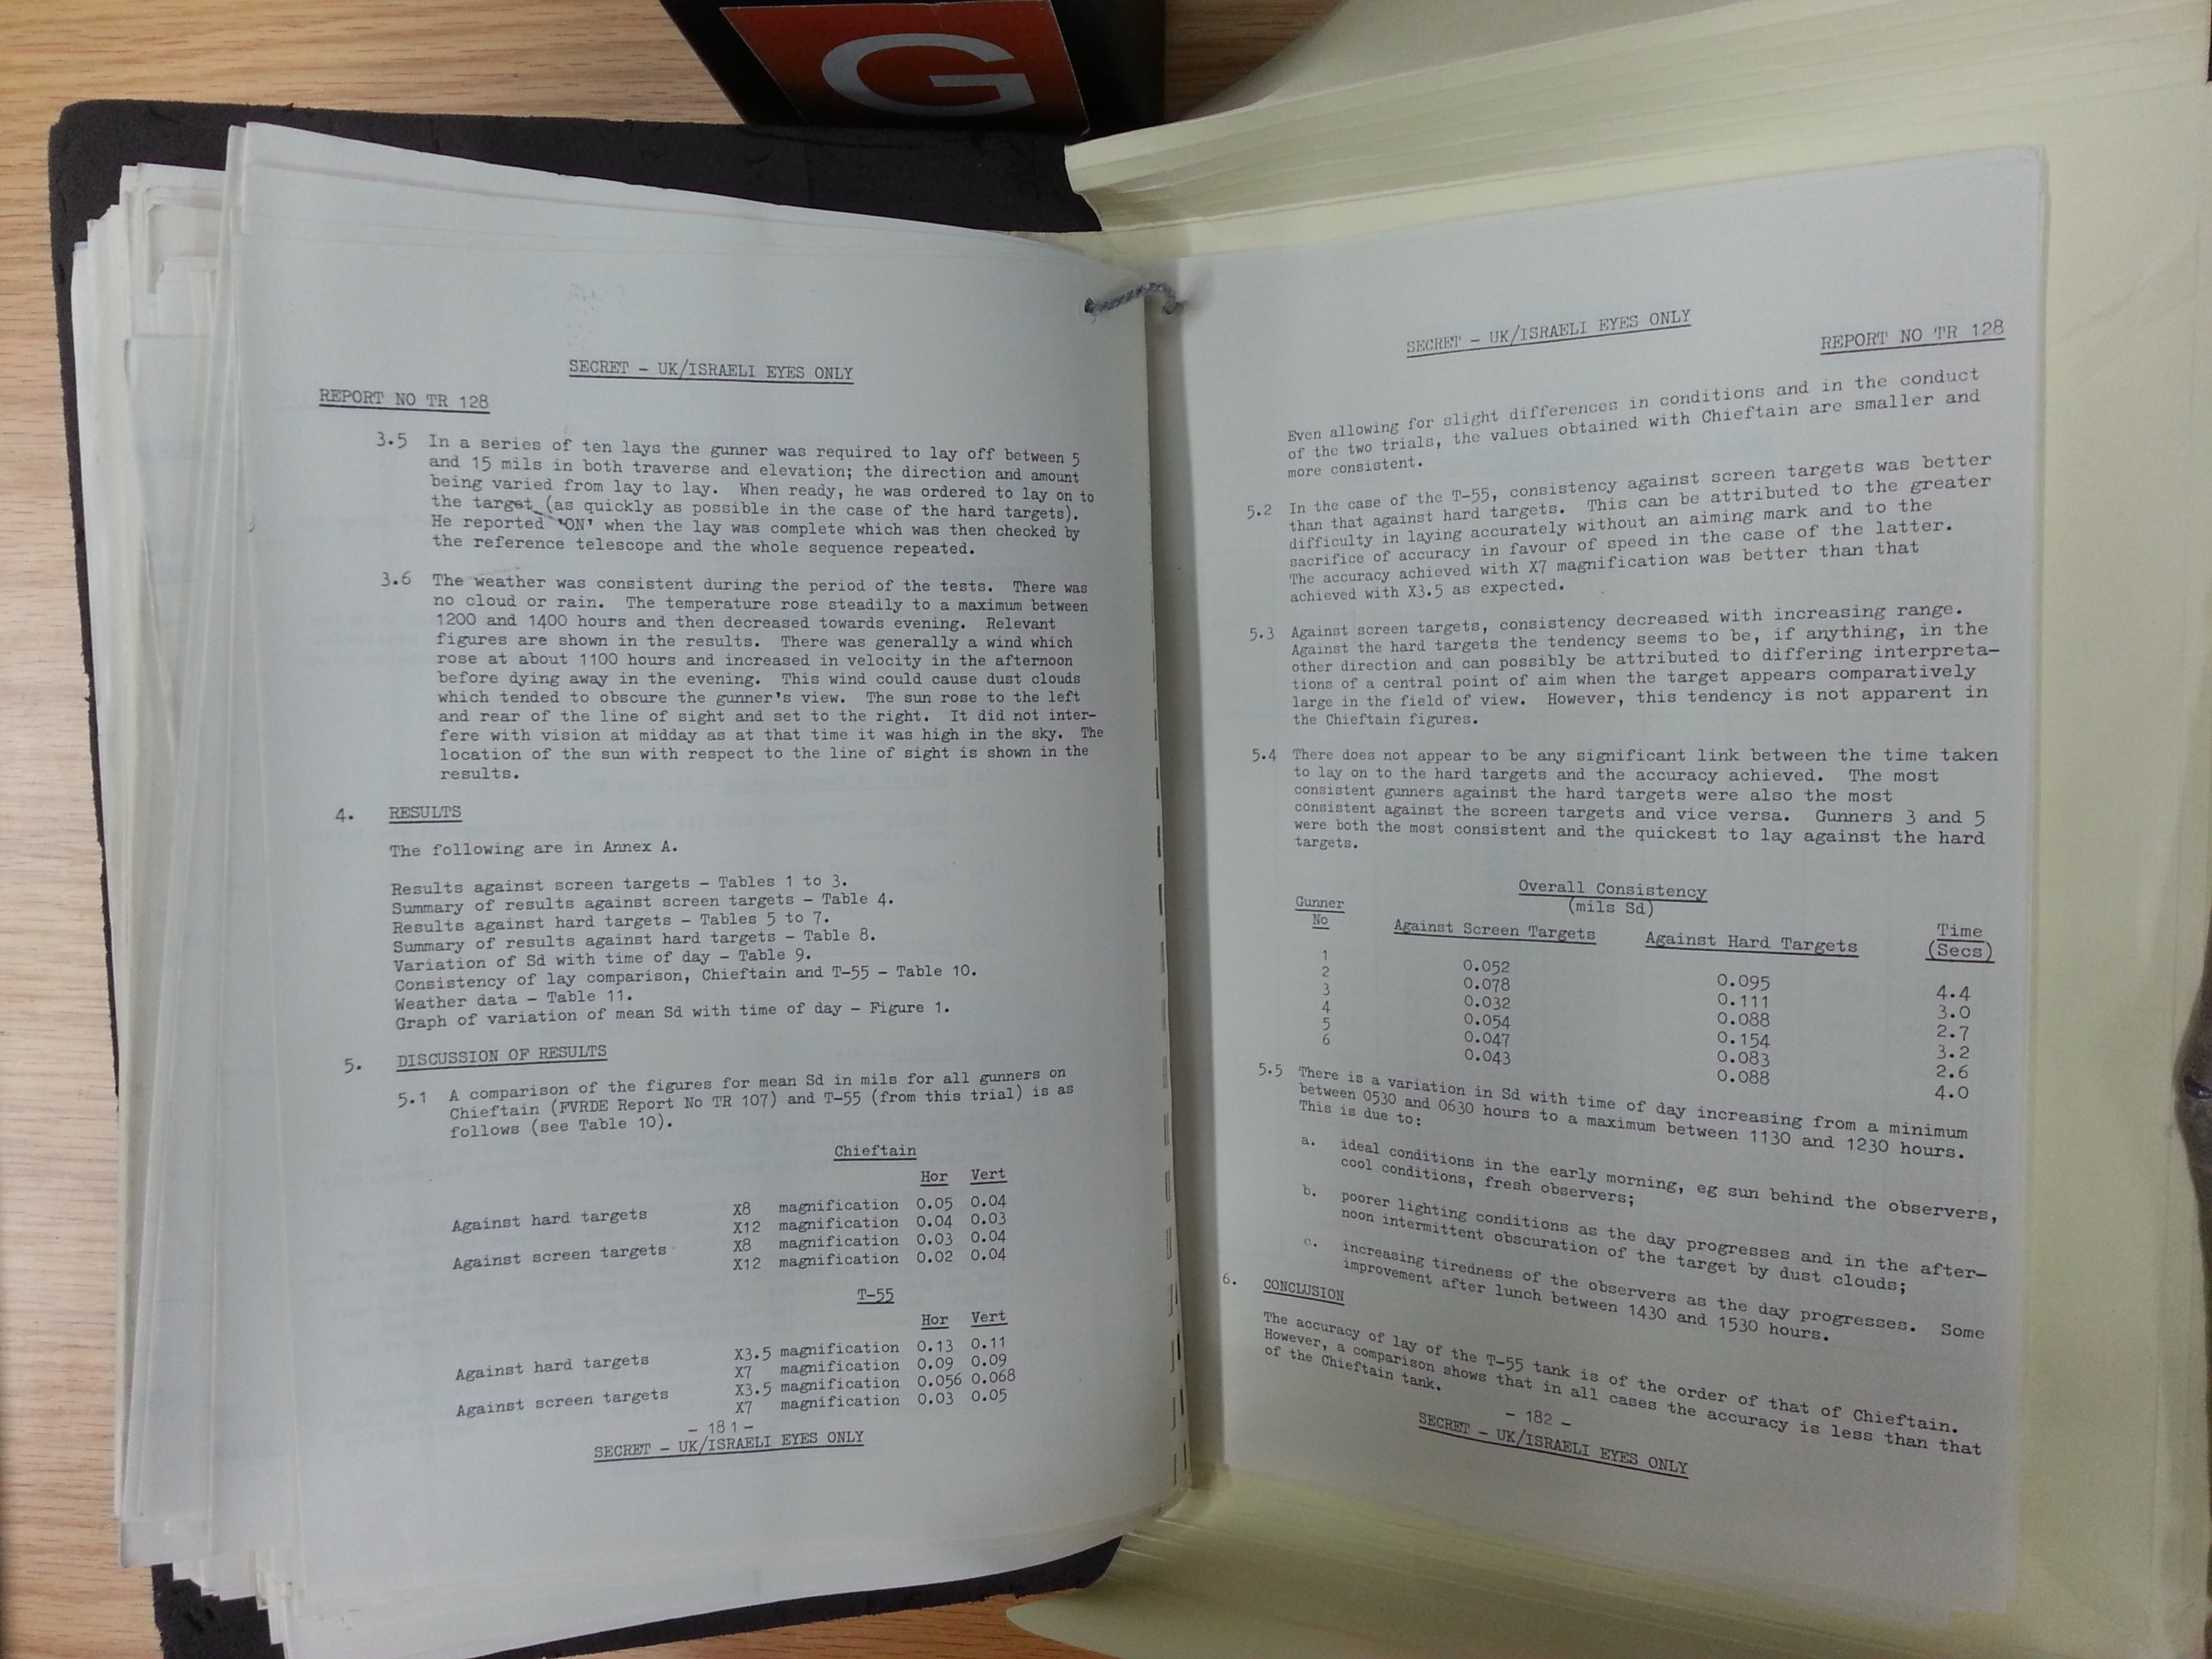 G
SECRET - UK/ISRAELI EYES ONLY
REPORT NO TR 128
3.5 In a series of ten lays the gunner was required to lay off between 5
and 15 mils in both traverse and elevation; the direction and amount
being varied from lay to lay. When ready, he was ordered to lay on to
the target (as quickly as possible in the case of the hard targets).
He reported 'ON' when the lay was complete which was then checked by
the reference telescope and the whole sequence repeated.
3.6 The weather was consistent during the period of the tests. There was
no cloud or rain. The temperature rose steadily to a maximum between
1200 and 1400 hours and then decreased towards evening. Relevant
figures are shown in the results. There was generally a wind which
rose at about 1100 hours and increased in velocity in the afternoon
before dying away in the evening. This wind could cause dust clouds
which tended to obscure the gunner's view. The sun rose to the left
and rear of the line of sight and set to the right. It did not inter-
fere with vision at midday as at that time it was high in the sky. The
location of the sun with respect to the line of sight is shown in the
results.
4. RESULTS
The following are in Annex A.
Results against screen targets - Tables 1 to 3.
Summary of results against screen targets - Table 4.
Results against hard targets - Tables 5 to 7.
Summary of results against hard targets - Table 8.
Variation of Sd with time of day - Table 9.
Consistency of lay comparison, Chieftain and T-55 - Table 10.
Weather data - Table 11.
Graph of variation of mean Sd with time of day - Figure 1.
5. DISCUSSION OF RESULTS
5.1 A comparison of the figures for mean Sd in mils for all gunners on
Chieftain (FVRDE Report No TR 107) and T-55 (from this trial) is as
follows (see Table 10).
Chieftain
Hor Vert
Against hard targets X8 magnification 0.05 0.04
X12 magnification 0.04 0.03
Against screen targets X8 magnification 0.03 0.04
X12 magnification 0.02 0.04
T-55
Hor Vert
Against hard targets X3.5 magnification 0.13 0.11
X7 magnification 0.09 0.09
Against screen targets X3.5 magnification 0.056 0.068
X7 magnification 0.03 0.05
- 181 -
SECRET - UK/ISRAELI EYES ONLY
SECRET - UK/ISRAELI EYES ONLY
REPORT NO TR 128
Even allowing for slight differences in conditions and in the conduct
of the two trials, the values obtained with Chieftain are smaller and
more consistent.
5.2 In the case of the T-55, consistency against screen targets was better
than that against hard targets. This can be attributed to the greater
difficulty in laying accurately without an aiming mark and to the
sacrifice of accuracy in favour of speed in the case of the latter.
The accuracy achieved with X7 magnification was better than that
achieved with X3.5 as expected.
5.3 Against screen targets, consistency decreased with increasing range.
Against the hard targets the tendency seems to be, if anything, in the
other direction and can possibly be attributed to differing interpreta-
tions of a central point of aim when the target appears comparatively
large in the field of view. However, this tendency is not apparent in
the Chieftain figures.
5.4 There does not appear to be any significant link between the time taken
to lay on to the hard targets and the accuracy achieved. The most
consistent gunners against the hard targets were also the most
consistent against the screen targets and vice versa. Gunners 3 and 5
were both the most consistent and the quickest to lay against the hard
targets.
Gunner No Overall Consistency
(mils Sd)
Against Screen Targets Against Hard Targets Time (Secs)
1 0.052 0.095 4.4
2 0.078 0.111 3.0
3 0.032 0.088 2.7
4 0.054 0.154 3.2
5 0.047 0.083 2.6
6 0.043 0.088 4.0
5.5 There is a variation in Sd with time of day increasing from a minimum
between 0530 and 0630 hours to a maximum between 1130 and 1230 hours.
This is due to:
a. ideal conditions in the early morning, eg sun behind the observers,
cool conditions, fresh observers;
b. poorer lighting conditions as the day progresses and in the after-
noon intermittent obscuration of the target by dust clouds;
c. increasing tiredness of the observers as the day progresses. Some
improvement after lunch between 1430 and 1530 hours.
6. CONCLUSION
The accuracy of lay of the T-55 tank is of the order of that of Chieftain.
However, a comparison shows that in all cases the accuracy is less than that
of the Chieftain tank.
- 182 -
SECRET - UK/ISRAELI EYES ONLY